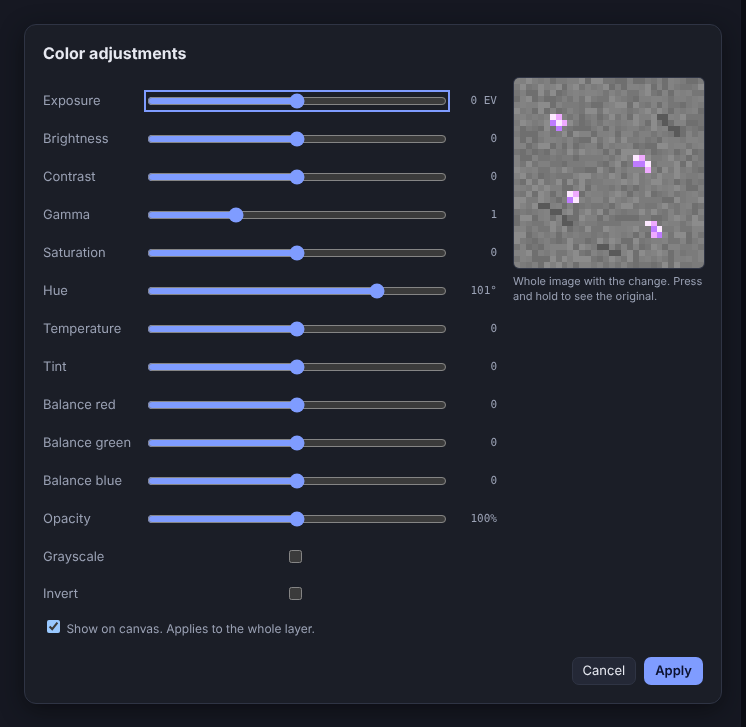 Color adjustments
Exposure 0 EV
Brightness 0
Contrast 0
Gamma 1
Saturation 0
Hue 101°
Temperature 0
Tint 0
Balance red 0
Balance green 0
Balance blue 0
Opacity 100%
Grayscale
Invert
Show on canvas. Applies to the whole layer.
Whole image with the change. Press
and hold to see the original.
Cancel Apply